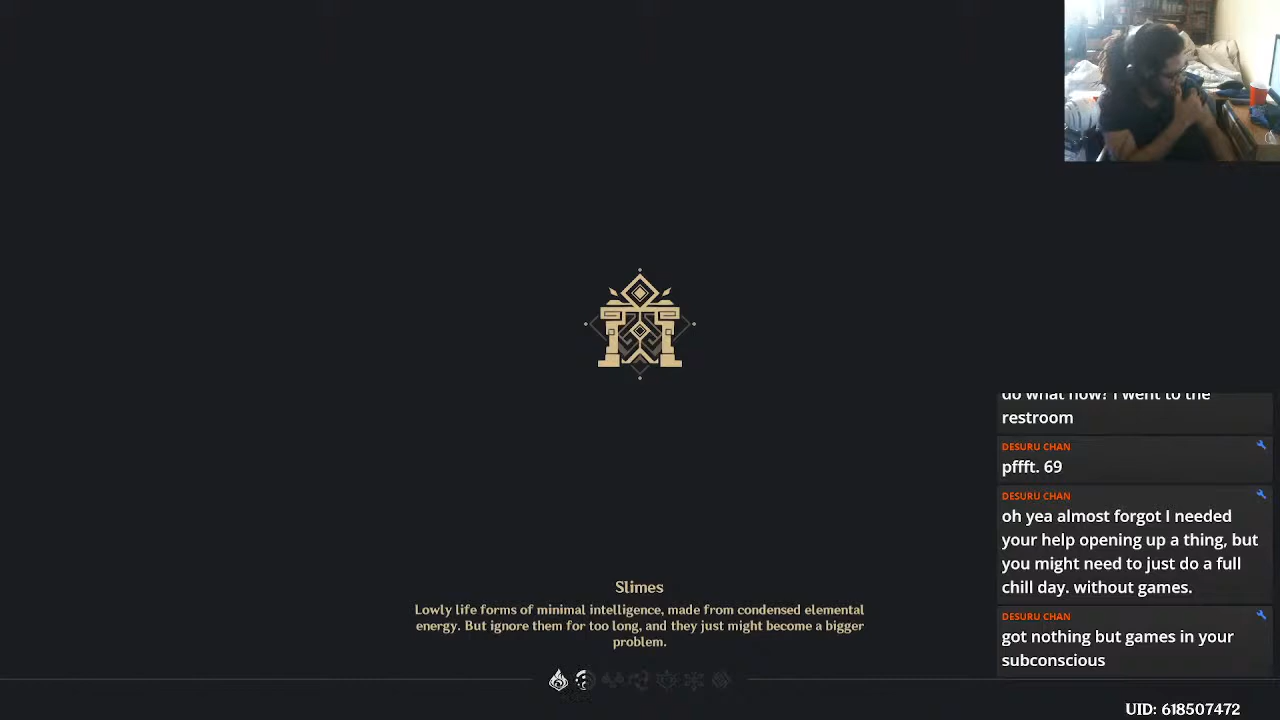 do what now? I went to the
restroom
DESURU CHAN
pffft. 69
DESURU CHAN
oh yea almost forgot I needed
your help opening up a thing, but
you might need to just do a full
chill day. without games.
DESURU CHAN
got nothing but games in your
subconscious
Slimes
Lowly life forms of minimal intelligence, made from condensed elemental
energy. But ignore them for too long, and they just might become a bigger
problem.
UID: 618507472